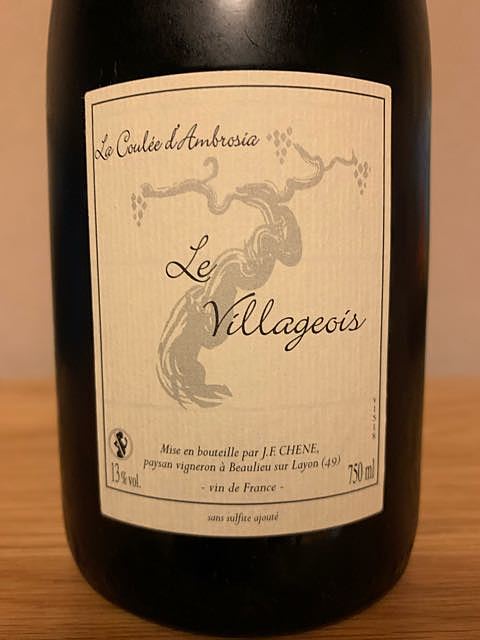 La Coulée d'Ambrosia
Le
Villageois
v1518
Mise en bouteille par J.F. CHENE,
paysan vigneron à Beaulieu sur Layon (49)
13% vol.
750 ml
- vin de France -
sans sulfite ajouté